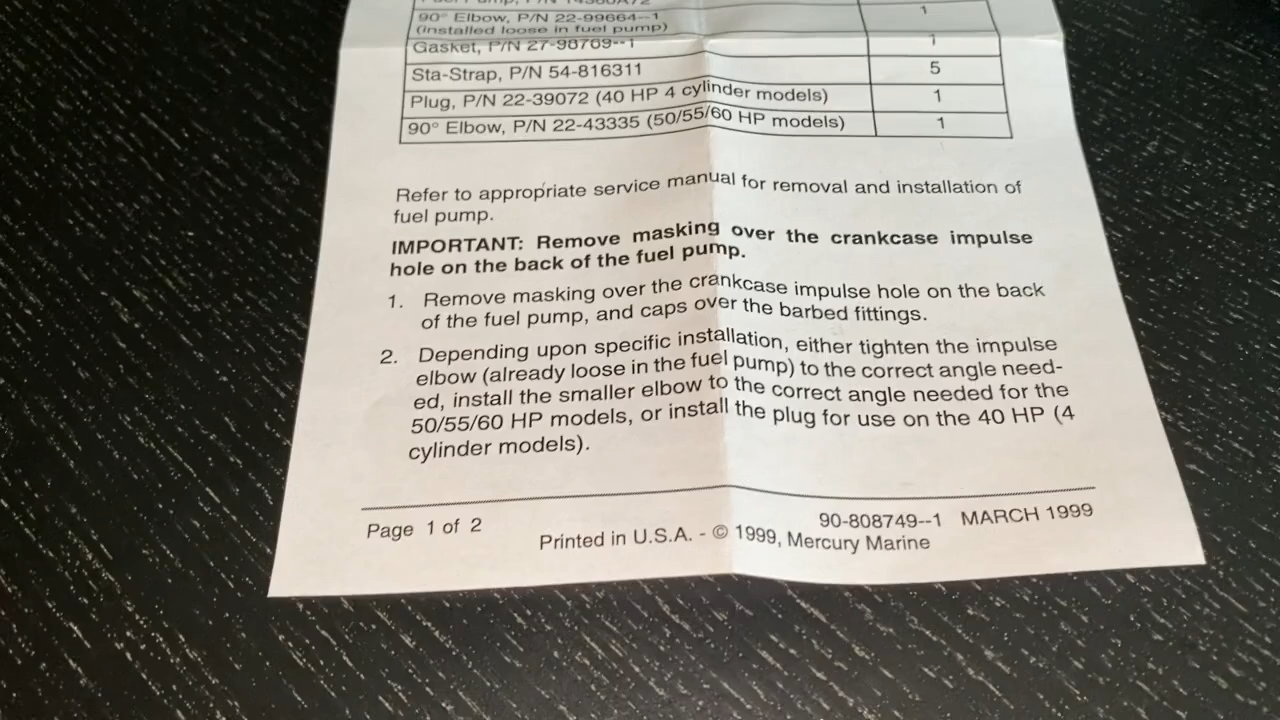 90° Elbow, P/N 22-99664--1 1
(installed loose in fuel pump)
Gasket, P/N 27-98769--1 1
Sta-Strap, P/N 54-816311 5
Plug, P/N 22-39072 (40 HP 4 cylinder models) 1
90° Elbow, P/N 22-43335 (50/55/60 HP models) 1
Refer to appropriate service manual for removal and installation of
fuel pump.
IMPORTANT: Remove masking over the crankcase impulse
hole on the back of the fuel pump.
1. Remove masking over the crankcase impulse hole on the back
of the fuel pump, and caps over the barbed fittings.
2. Depending upon specific installation, either tighten the impulse
elbow (already loose in the fuel pump) to the correct angle need-
ed, install the smaller elbow to the correct angle needed for the
50/55/60 HP models, or install the plug for use on the 40 HP (4
cylinder models).
90-808749--1 MARCH 1999
Page 1 of 2
Printed in U.S.A. - © 1999, Mercury Marine